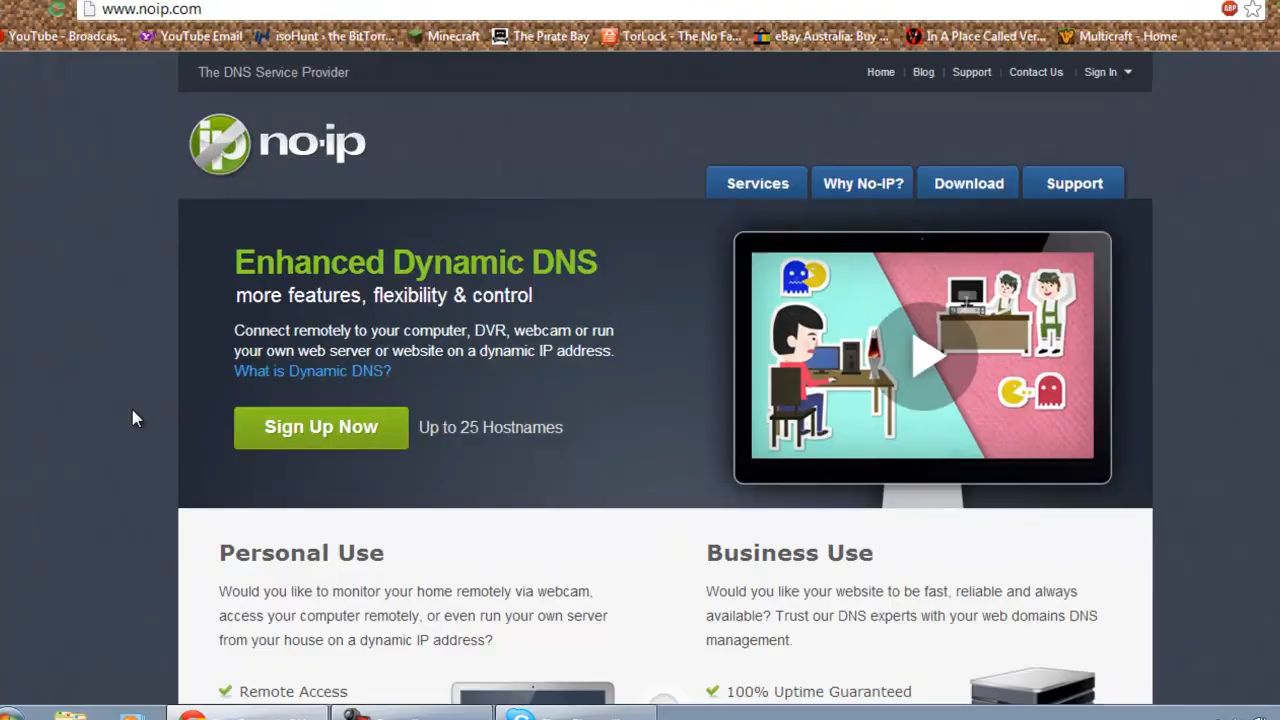 www.noip.com
ABP
YouTube - Broadcas...
YouTube Email
isoHunt - the BitTorr...
Minecraft
The Pirate Bay
TorLock - The No Fa...
eBay Australia: Buy ...
In A Place Called Ver...
Multicraft - Home
The DNS Service Provider
Home
Blog
Support
Contact Us
Sign In
ip no·ip
Services
Why No-IP?
Download
Support
Enhanced Dynamic DNS
more features, flexibility & control
Connect remotely to your computer, DVR, webcam or run
your own web server or website on a dynamic IP address.
What is Dynamic DNS?
Sign Up Now
Up to 25 Hostnames
Personal Use
Would you like to monitor your home remotely via webcam,
access your computer remotely, or even run your own server
from your house on a dynamic IP address?
Remote Access
Business Use
Would you like your website to be fast, reliable and always
available? Trust our DNS experts with your web domains DNS
management.
100% Uptime Guaranteed